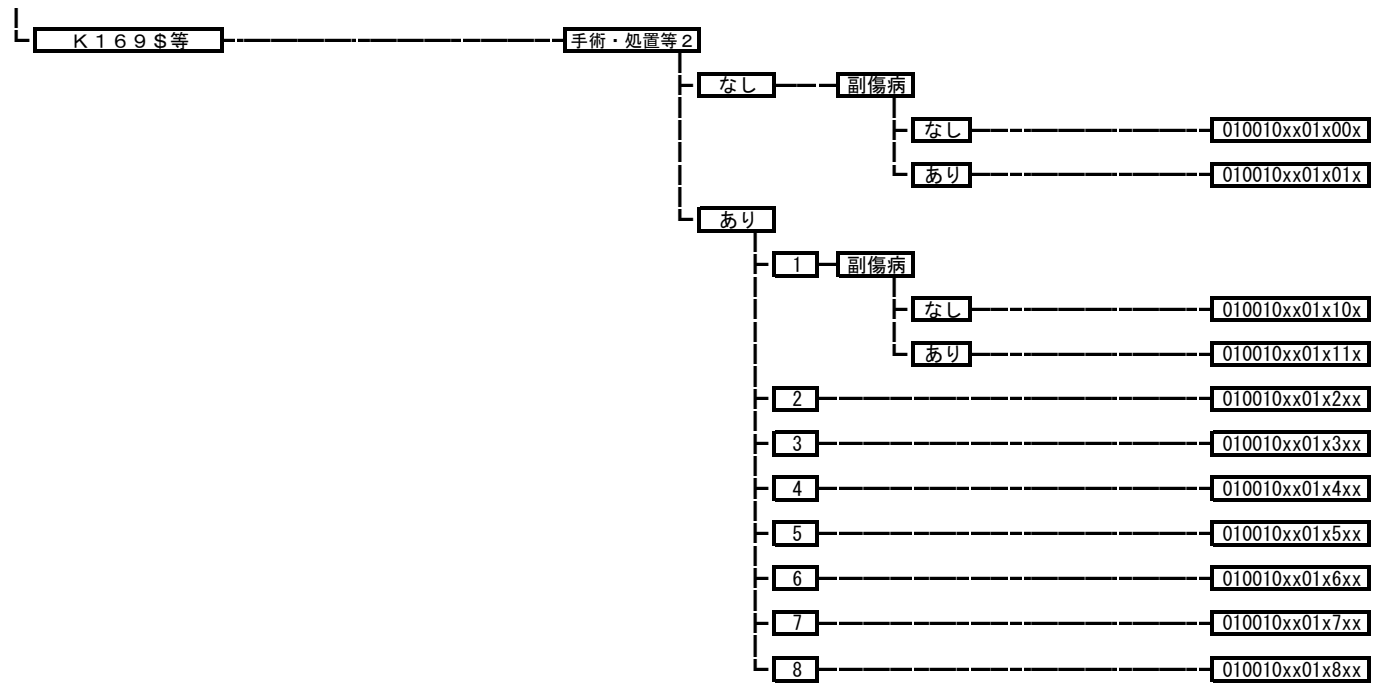 Ｋ１６９＄等 手術・処置等２
なし 副傷病
なし 010010xx01x00x
あり 010010xx01x01x
あり
1 副傷病
なし 010010xx01x10x
あり 010010xx01x11x
2 010010xx01x2xx
3 010010xx01x3xx
4 010010xx01x4xx
5 010010xx01x5xx
6 010010xx01x6xx
7 010010xx01x7xx
8 010010xx01x8xx